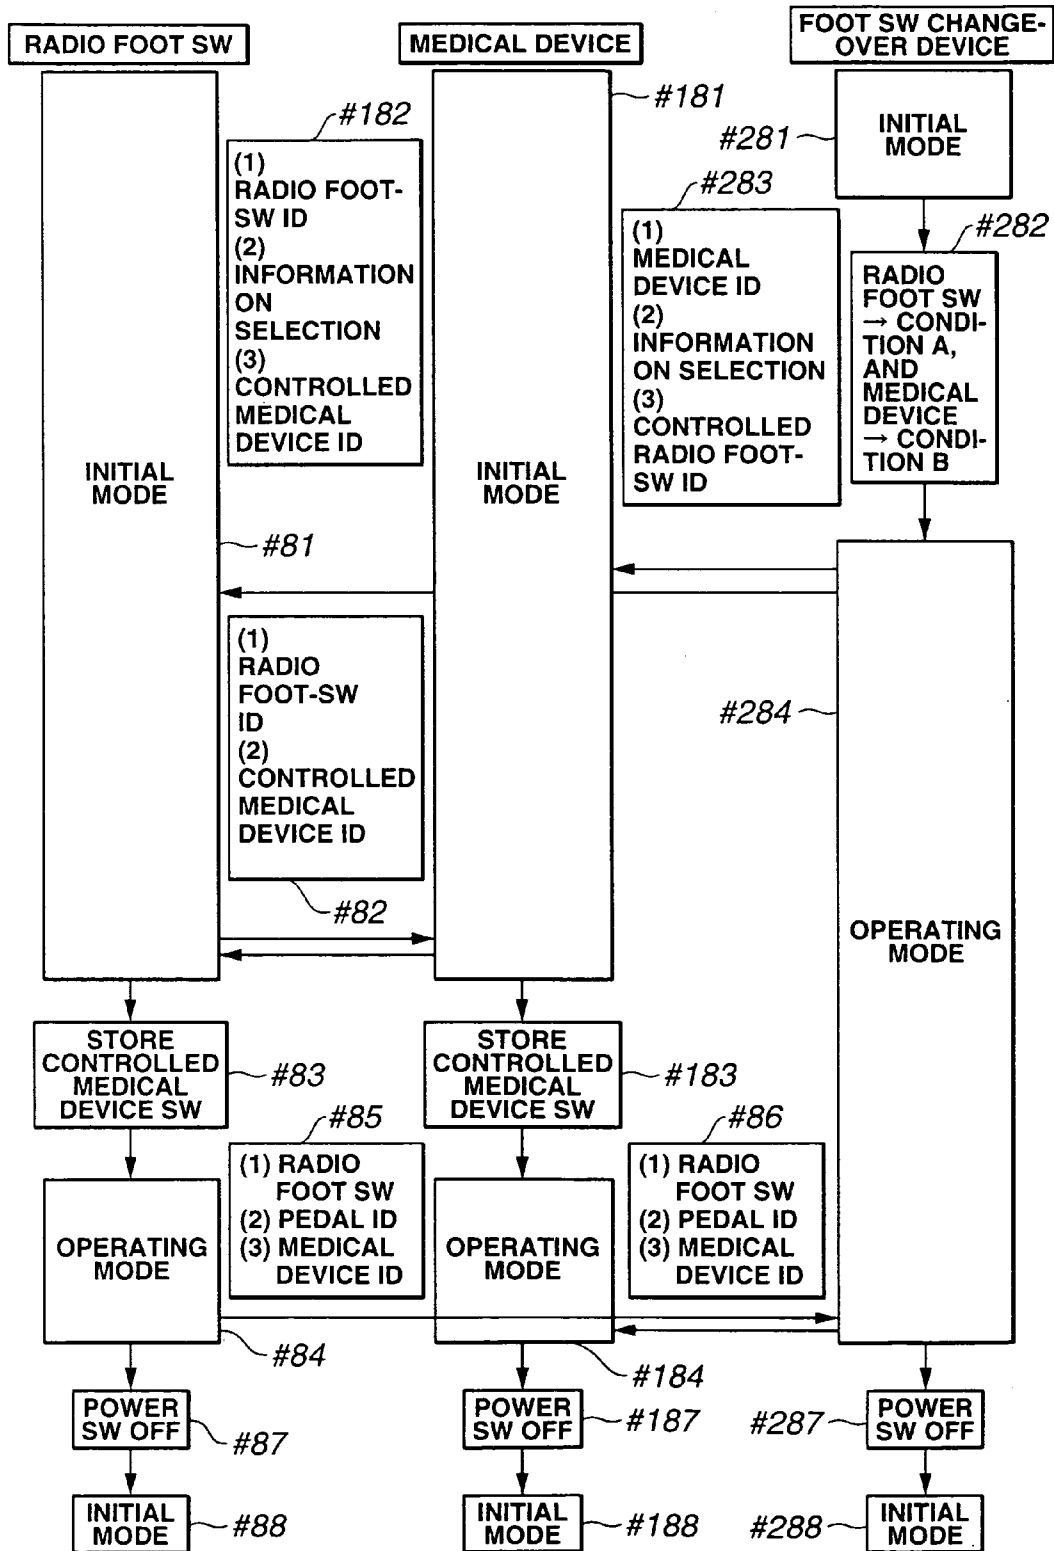 RADIO FOOT SW
MEDICAL DEVICE
FOOT SW CHANGE-
OVER DEVICE
#181
#182
INITIAL
MODE
#281
(1)
RADIO FOOT-
SW ID
(2)
INFORMATION
ON
SELECTION
(3)
CONTROLLED
MEDICAL
DEVICE ID
#283
(1)
MEDICAL
DEVICE ID
(2)
INFORMATION
ON SELECTION
(3)
CONTROLLED
RADIO FOOT-
SW ID
#282
RADIO
FOOT SW
→ CONDI-
TION A,
AND
MEDICAL
DEVICE
→ CONDI-
TION B
INITIAL
MODE
INITIAL
MODE
#81
(1)
RADIO
FOOT-SW
ID
(2)
CONTROLLED
MEDICAL
DEVICE ID
#82
#284
OPERATING
MODE
STORE
CONTROLLED
MEDICAL
DEVICE SW
#83
STORE
CONTROLLED
MEDICAL
DEVICE SW
#183
#85
(1) RADIO
FOOT SW
(2) PEDAL ID
(3) MEDICAL
DEVICE ID
#86
(1) RADIO
FOOT SW
(2) PEDAL ID
(3) MEDICAL
DEVICE ID
OPERATING
MODE
OPERATING
MODE
#84
#184
POWER
SW OFF
#87
POWER
SW OFF
#187
#287
POWER
SW OFF
INITIAL
MODE
#88
INITIAL
MODE
#188
#288
INITIAL
MODE